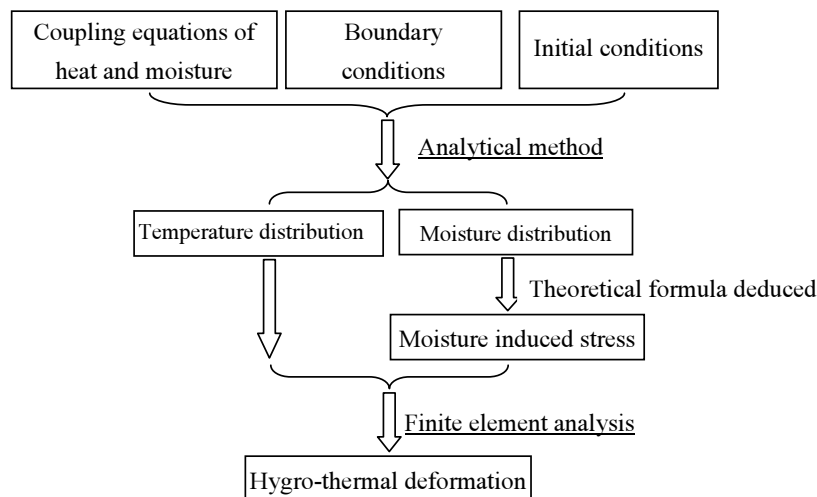 Coupling equations of
heat and moisture
Boundary
conditions
Initial conditions
Analytical method
Temperature distribution
Moisture distribution
Theoretical formula deduced
Moisture induced stress
Finite element analysis
Hygro-thermal deformation